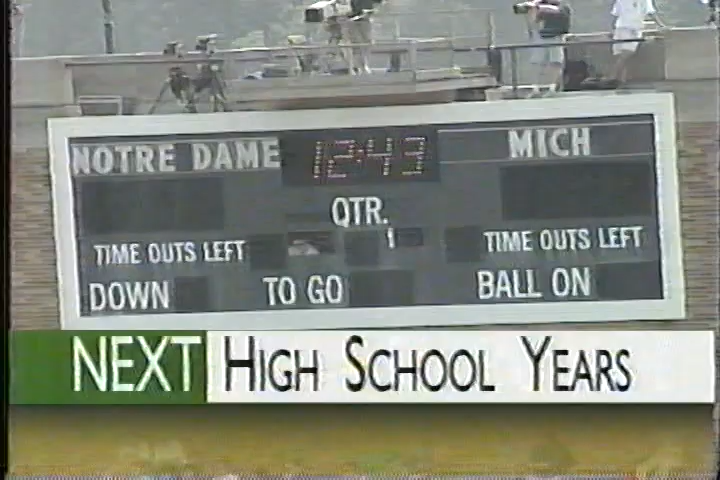 NOTRE DAME 12:43 MICH
QTR.
TIME OUTS LEFT TIME OUTS LEFT
DOWN TO GO BALL ON
NEXT HIGH SCHOOL YEARS